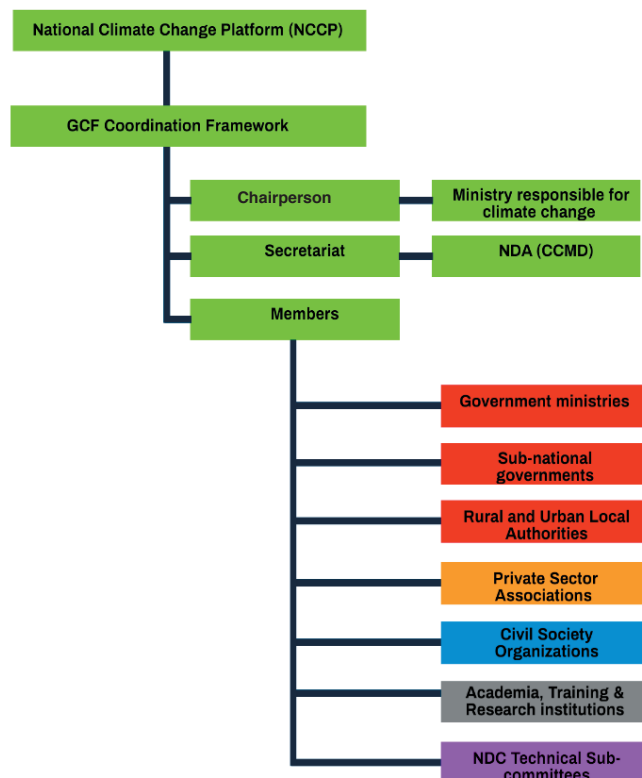 National Climate Change Platform (NCCP)
GCF Coordination Framework
Chairperson
Ministry responsible for
climate change
Secretariat
NDA (CCMD)
Members
Government ministries
Sub-national
governments
Rural and Urban Local
Authorities
Private Sector
Associations
Civil Society
Organizations
Academia, Training &
Research institutions
NDC Technical Sub-
committees